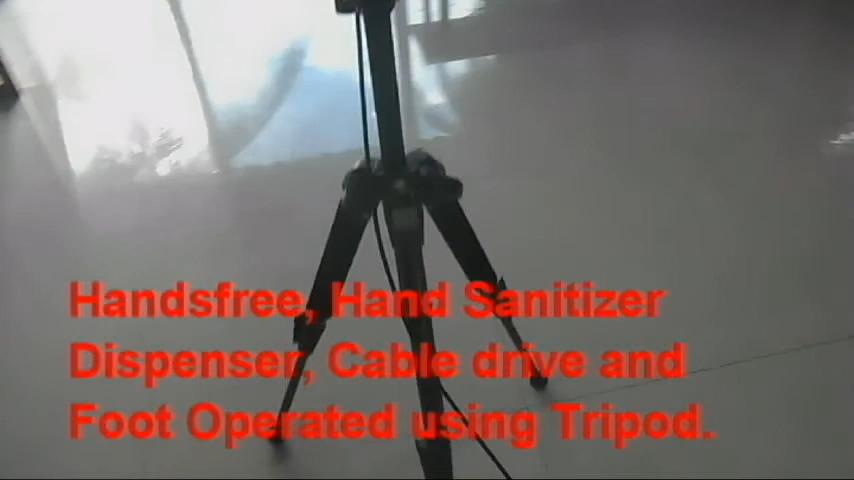 Handsfree, Hand Sanitizer
Dispenser, Cable drive and
Foot Operated using Tripod.